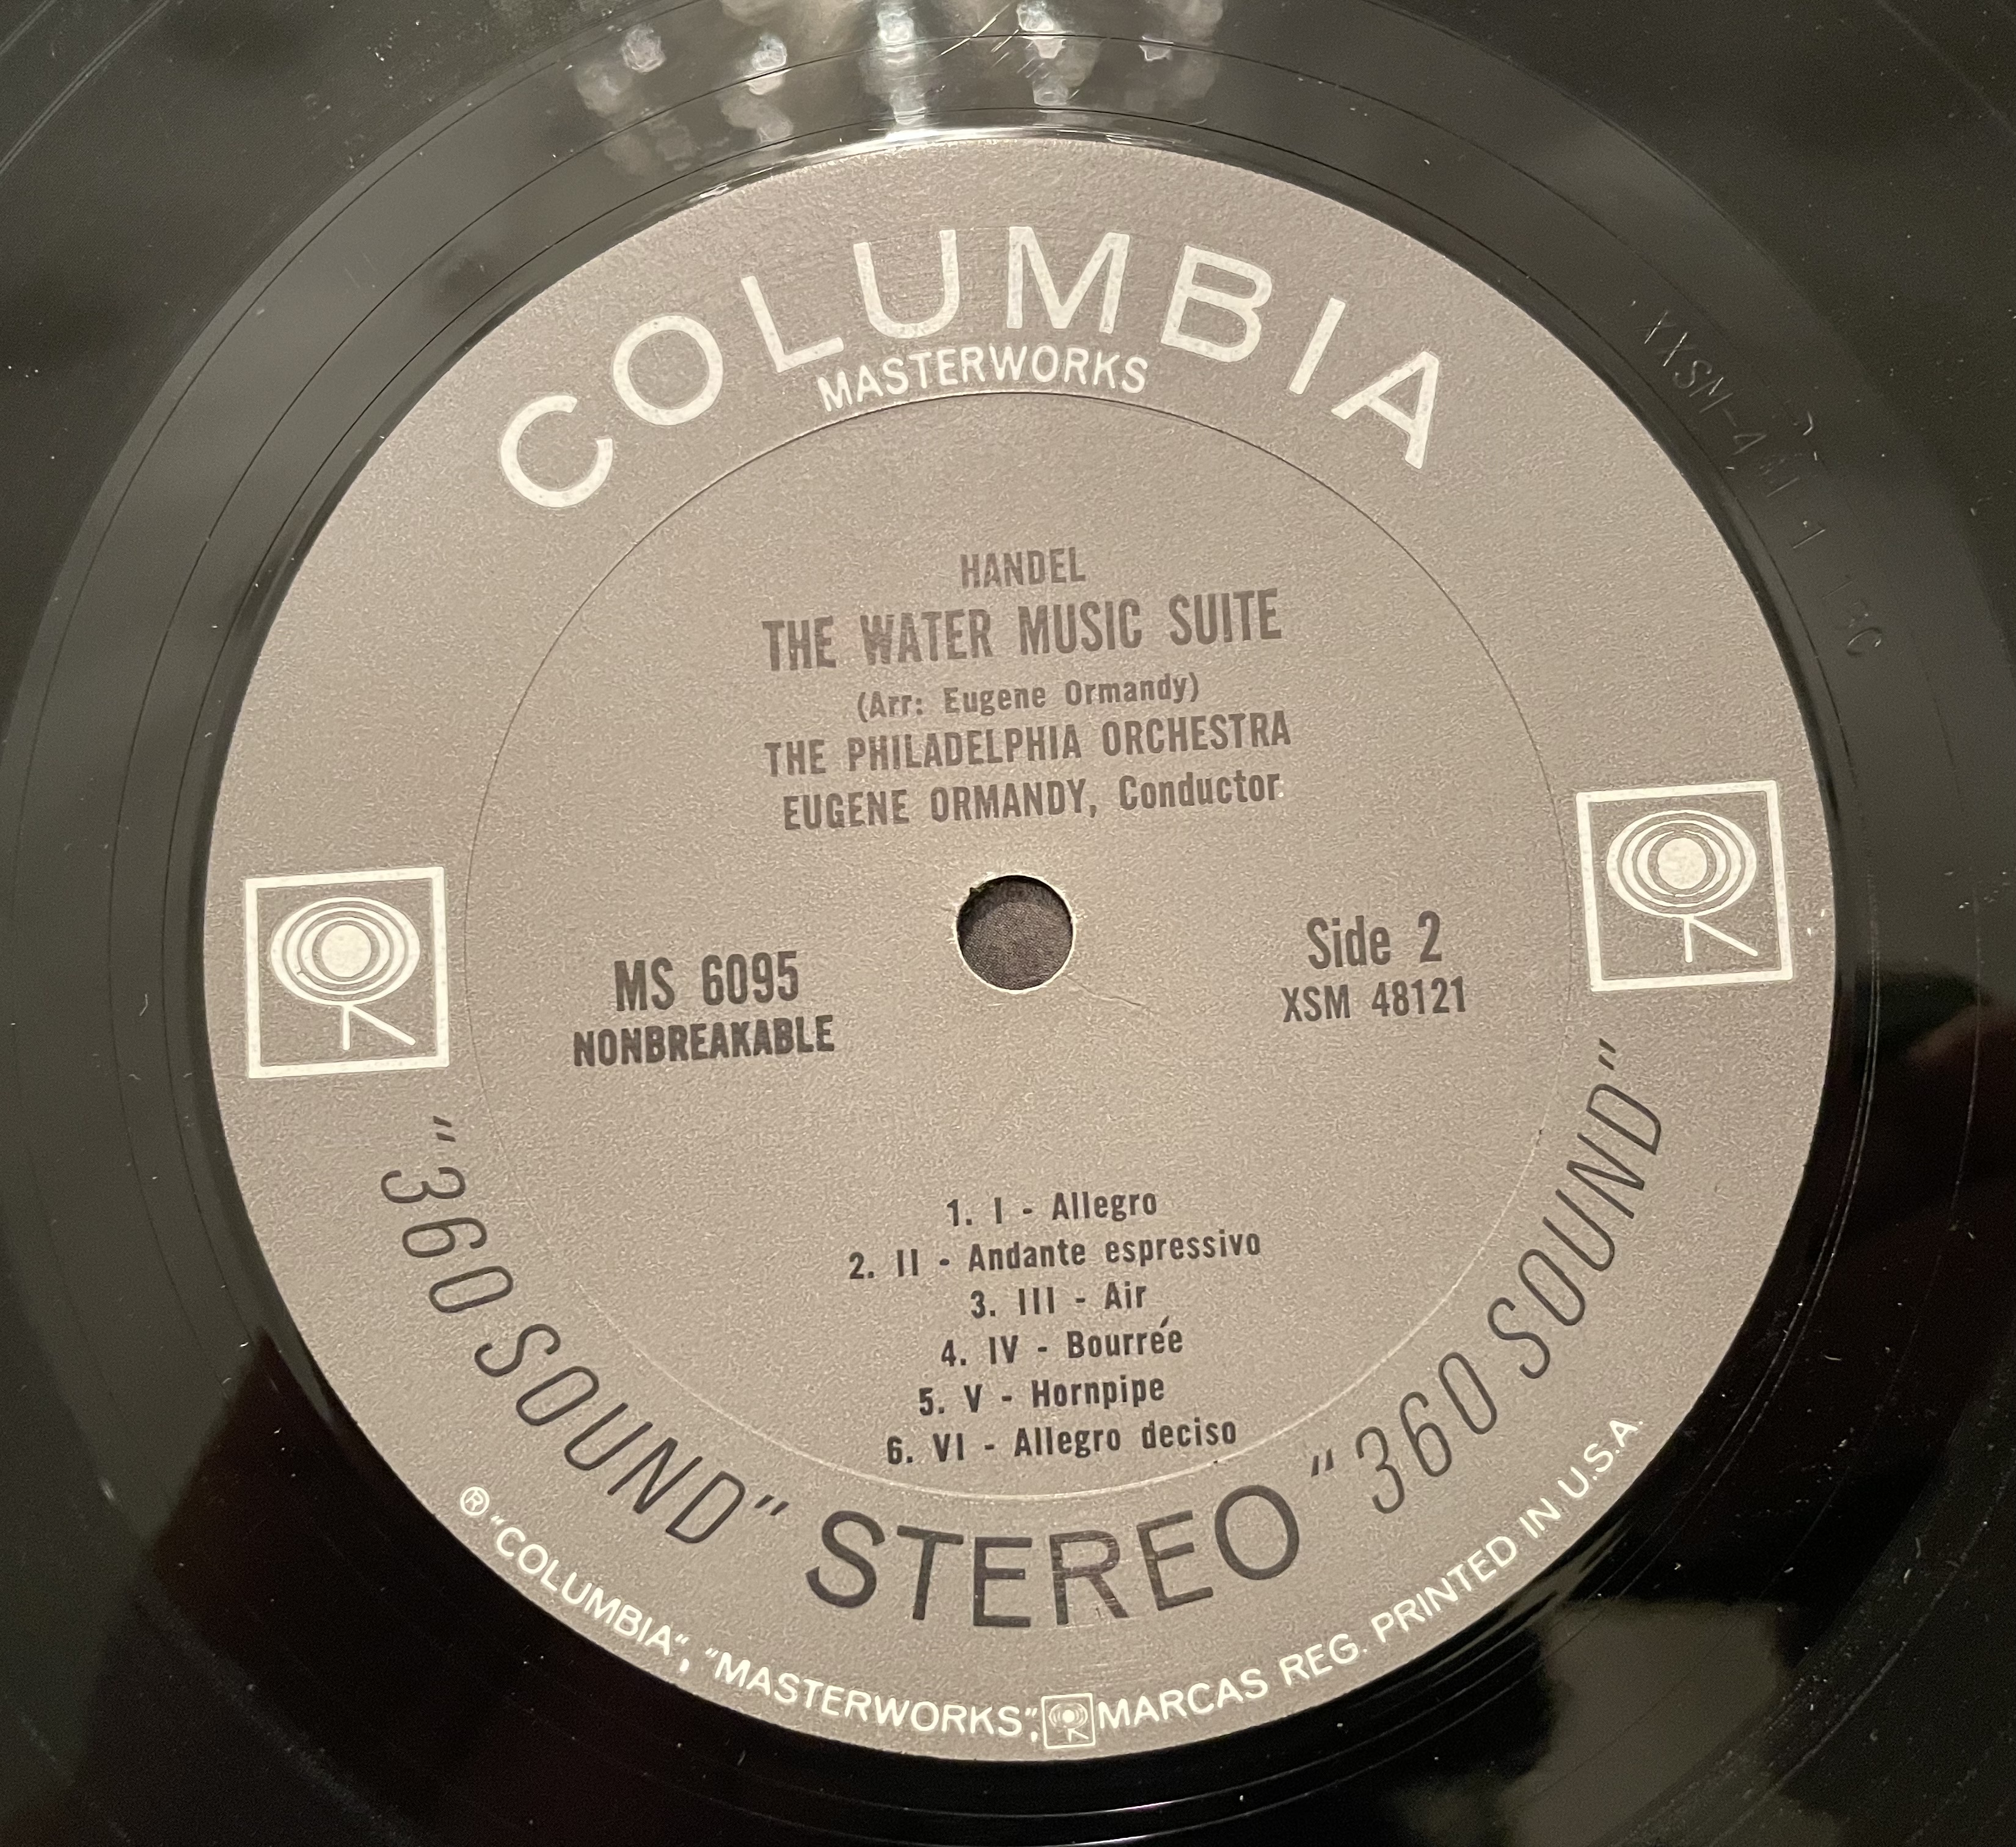 COLUMBIA
MASTERWORKS
HANDEL
THE WATER MUSIC SUITE
(Arr: Eugene Ormandy)
THE PHILADELPHIA ORCHESTRA
EUGENE ORMANDY, Conductor
MS 6095
NONBREAKABLE
Side 2
XSM 48121
1. I - Allegro
2. II - Andante espressivo
3. III - Air
4. IV - Bourrée
5. V - Hornpipe
6. VI - Allegro deciso
"360 SOUND" STEREO "360 SOUND"
® "COLUMBIA", "MASTERWORKS", MARCAS REG. PRINTED IN U.S.A.